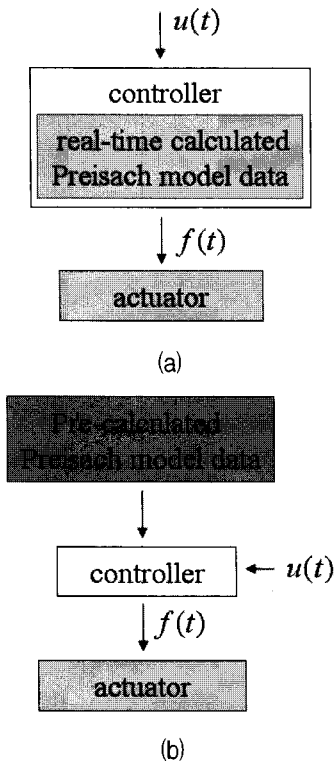 u(t)
controller
real-time calculated
Preisach model data
f(t)
actuator
(a)
Pre-calculated
Preisach model data
controller
u(t)
f(t)
actuator
(b)